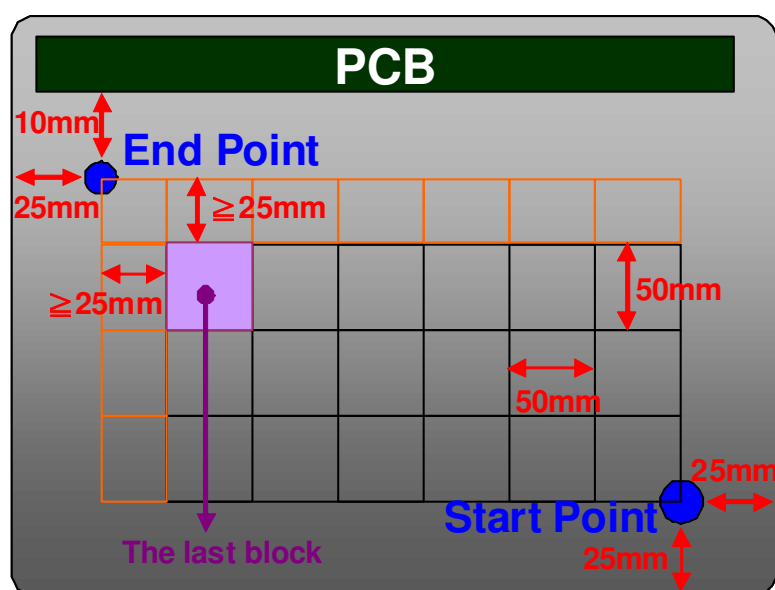 PCB
10mm
End Point
25mm
≧25mm
≧25mm
50mm
50mm
25mm
Start Point
25mm
The last block